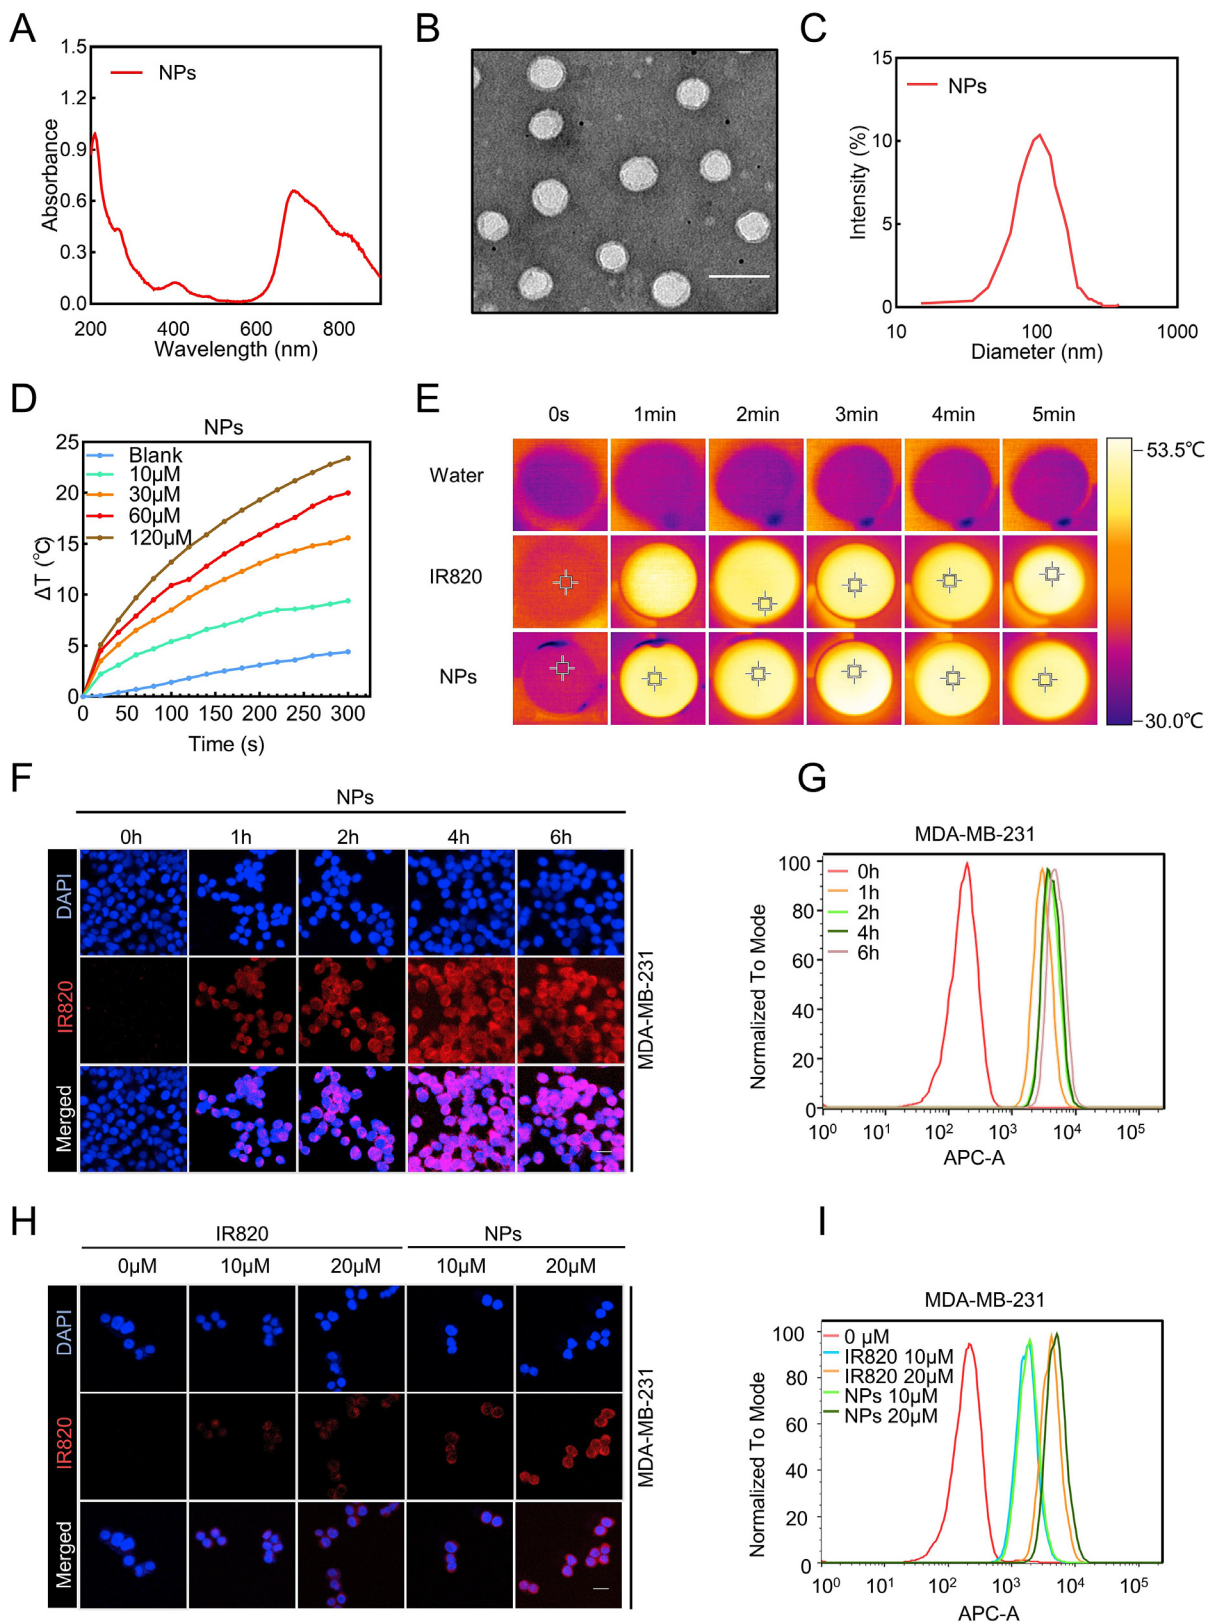 A
1.5
1.2
0.9
0.6
0.3
0.0
Absorbance
NPs
200 400 600 800
Wavelength (nm)
B
C
15
10
5
0
Intensity (%)
NPs
10 100 1000
Diameter (nm)
D
NPs
25
20
15
10
5
0
ΔT (℃)
Blank
10μM
30μM
60μM
120μM
0 50 100 150 200 250 300
Time (s)
E
0s 1min 2min 3min 4min 5min
Water
IR820
NPs
53.5℃
30.0℃
F
NPs
0h 1h 2h 4h 6h
DAPI
IR820
Merged
MDA-MB-231
G
MDA-MB-231
100
80
60
40
20
0
Normalized To Mode
0h
1h
2h
4h
6h
10⁰ 10¹ 10² 10³ 10⁴ 10⁵
APC-A
H
IR820 NPs
0μM 10μM 20μM 10μM 20μM
DAPI
IR820
Merged
MDA-MB-231
I
MDA-MB-231
100
80
60
40
20
0
Normalized To Mode
0 μM
IR820 10μM
IR820 20μM
NPs 10μM
NPs 20μM
10⁰ 10¹ 10² 10³ 10⁴ 10⁵
APC-A